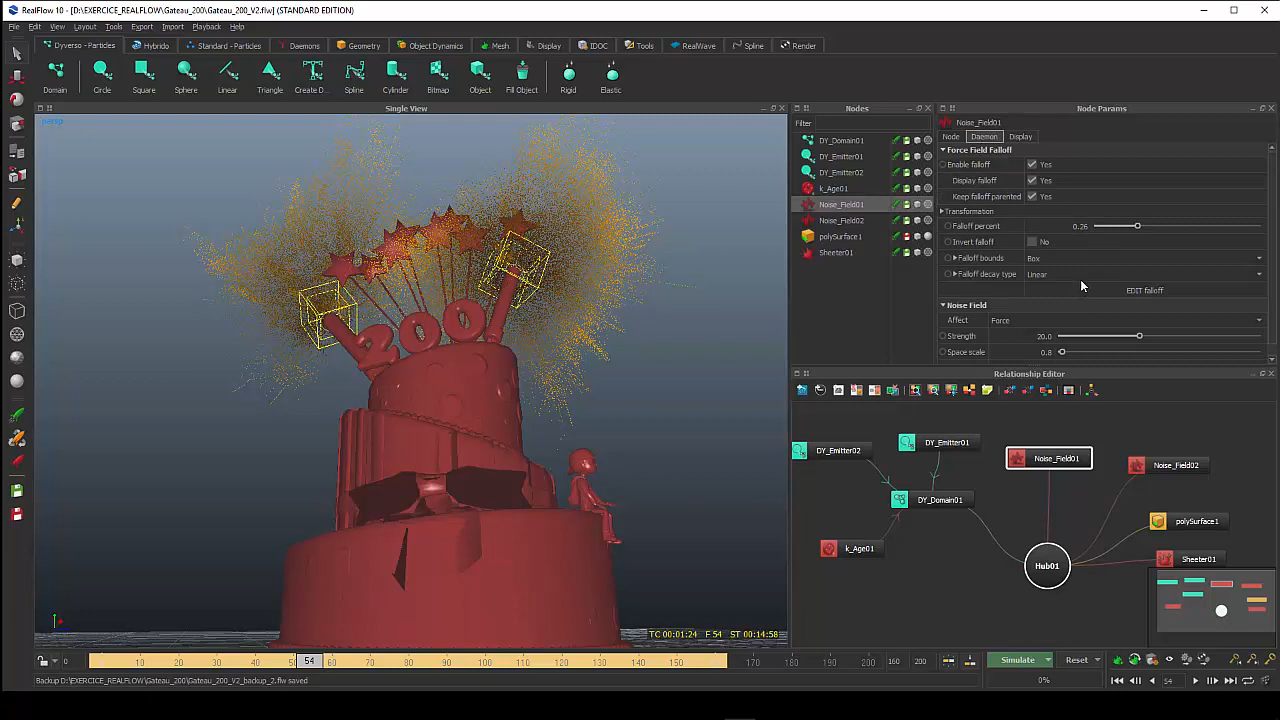 RealFlow 10 - [D:\EXERCICE_REALFLOW\Gateau_200\Gateau_200_V2.flw] (STANDARD EDITION)
File Edit View Layout Tools Export Import Playback Help
Dyverso - Particles Hybrido Standard - Particles Daemons Geometry Object Dynamics Mesh Display IDOC Tools RealWave Spline Render
Domain Circle Square Sphere Linear Triangle Create D... Spline Cylinder Bitmap Object Fill Object Rigid Elastic
Single View
persp
Nodes
Filter
DY_Domain01
DY_Emitter01
DY_Emitter02
k_Age01
Noise_Field01
Noise_Field02
polySurface1
Sheeter01
Node Params
Noise_Field01
Node Daemon Display
Force Field Falloff
Enable falloff Yes
Display falloff Yes
Keep falloff parented Yes
Transformation
Falloff percent 0.26
Invert falloff No
Falloff bounds Box
Falloff decay type Linear
EDIT falloff
Noise Field
Affect Force
Strength 20.0
Space scale 0.8
Relationship Editor
DY_Emitter02
DY_Emitter01
Noise_Field01
Noise_Field02
DY_Domain01
polySurface1
k_Age01
Hub01
Sheeter01
200
TC 00:01:24 F 54 ST 00:14:58
0 10 20 30 40 50 54 60 70 80 90 100 110 120 130 140 150 170 180 190 200 160 200
Simulate Reset
Backup D:\EXERCICE_REALFLOW\Gateau_200\Gateau_200_V2_backup_2.flw saved
0%
54